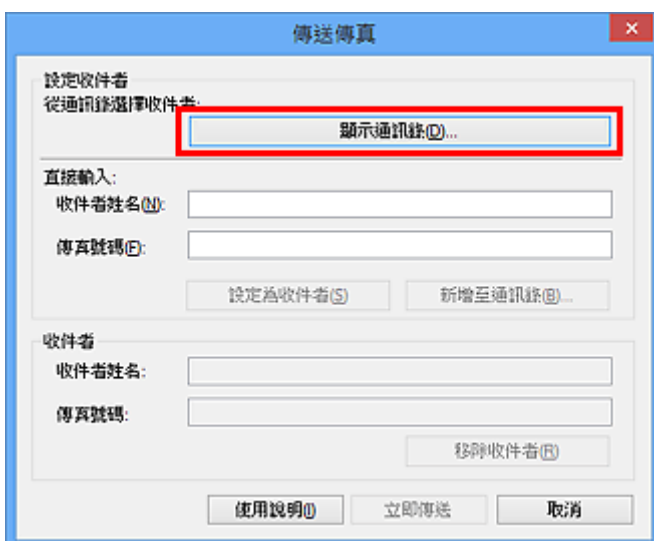 傳送傳真
設定收件者
從通訊錄選擇收件者:
顯示通訊錄(D)...
直接輸入:
收件者姓名(N):
傳真號碼(F):
設定為收件者(S) 新增至通訊錄(B)...
收件者
收件者姓名:
傳真號碼:
移除收件者(R)
使用說明(I) 立即傳送 取消